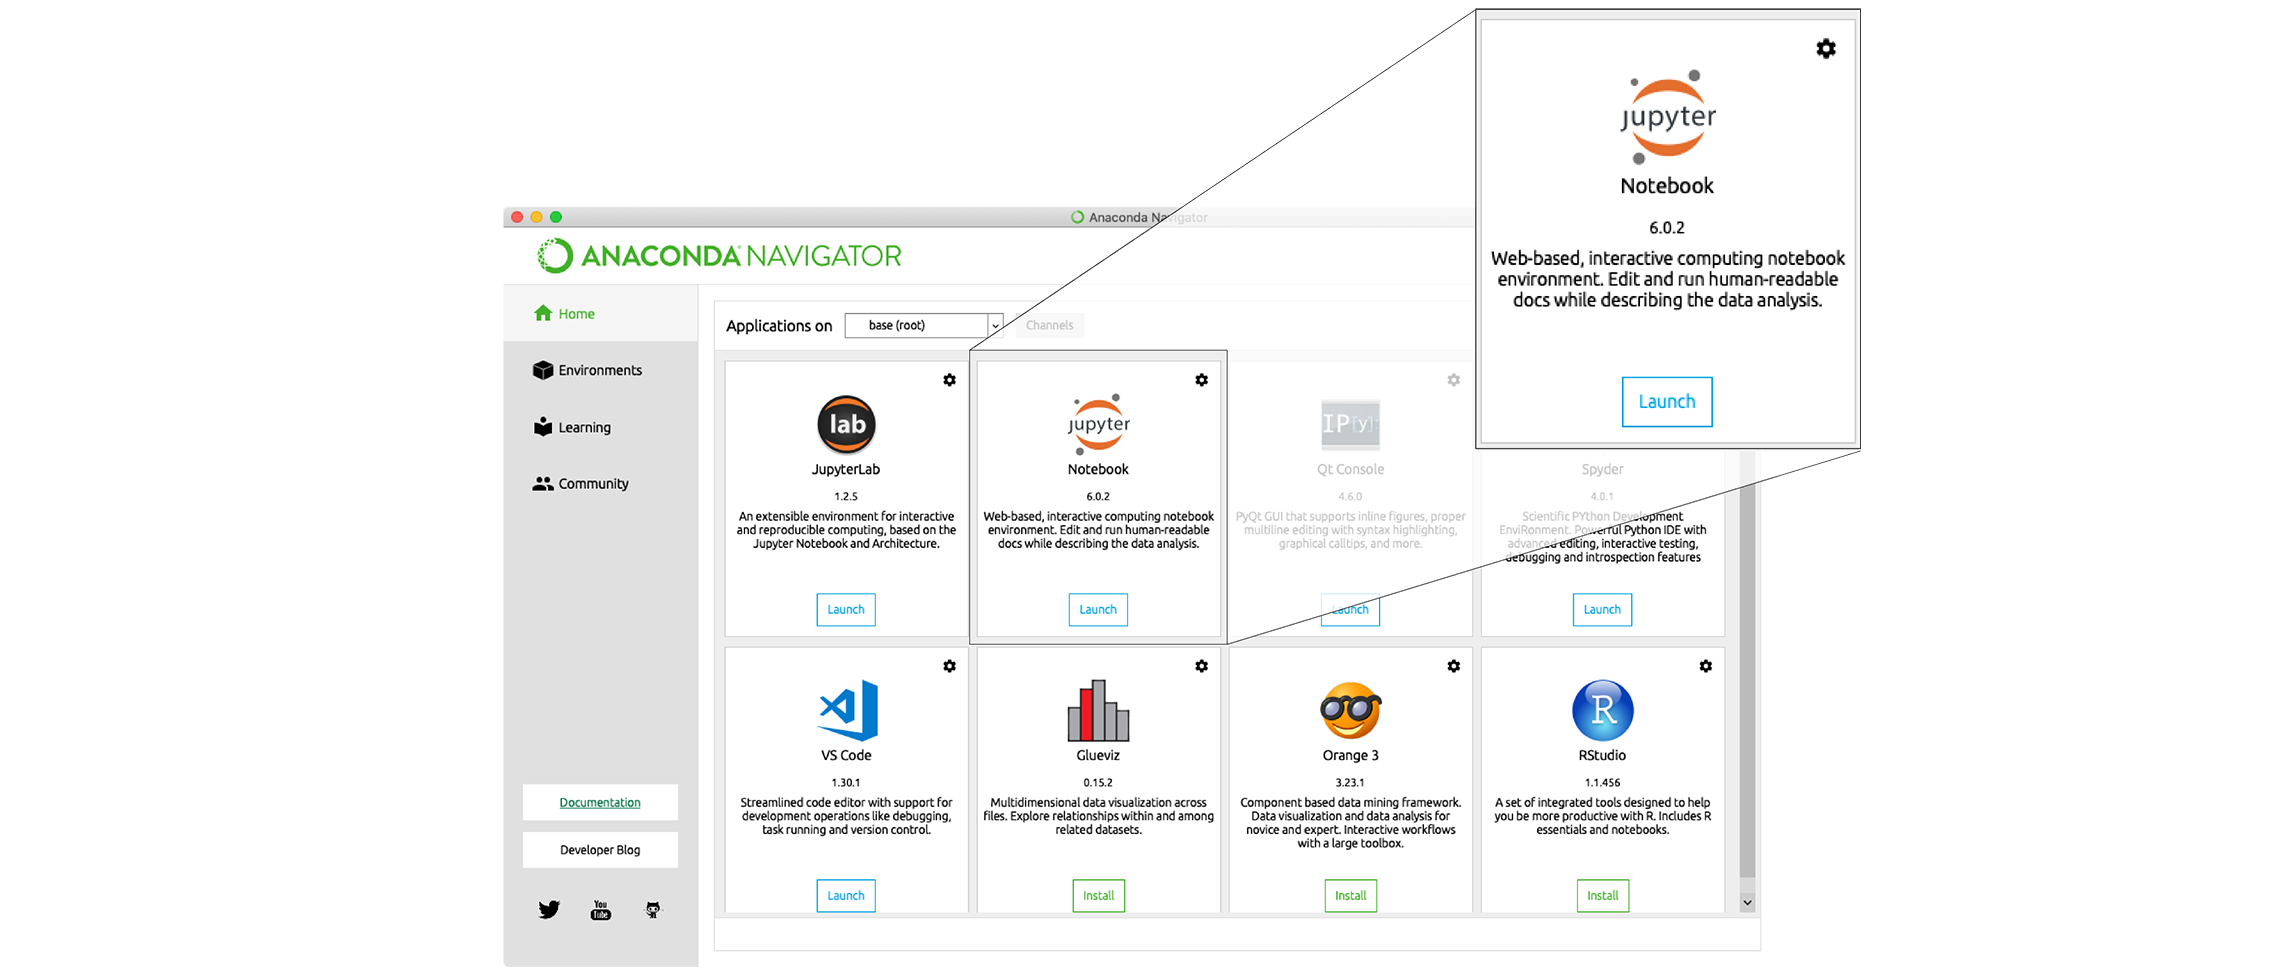 jupyter
Notebook
6.0.2
Web-based, interactive computing notebook
environment. Edit and run human-readable
docs while describing the data analysis.
Launch
Anaconda Navigator
ANACONDA NAVIGATOR
Home
Environments
Learning
Community
Documentation
Developer Blog
You
Tube
Applications on
base (root)
Channels
lab
JupyterLab
1.2.5
An extensible environment for interactive
and reproducible computing, based on the
Jupyter Notebook and Architecture.
Launch
jupyter
Notebook
6.0.2
Web-based, interactive computing notebook
environment. Edit and run human-readable
docs while describing the data analysis.
Launch
IP[y]:
Qt Console
4.6.0
PyQt GUI that supports inline figures, proper
multiline editing with syntax highlighting,
graphical calltips, and more.
Launch
Spyder
4.0.1
Scientific PYthon Development
EnviRonment. Powerful Python IDE with
advanced editing, interactive testing,
debugging and introspection features
Launch
VS Code
1.30.1
Streamlined code editor with support for
development operations like debugging,
task running and version control.
Launch
Glueviz
0.15.2
Multidimensional data visualization across
files. Explore relationships within and among
related datasets.
Install
Orange 3
3.23.1
Component based data mining framework.
Data visualization and data analysis for
novice and expert. Interactive workflows
with a large toolbox.
Install
R
RStudio
1.1.456
A set of integrated tools designed to help
you be more productive with R. Includes R
essentials and notebooks.
Install